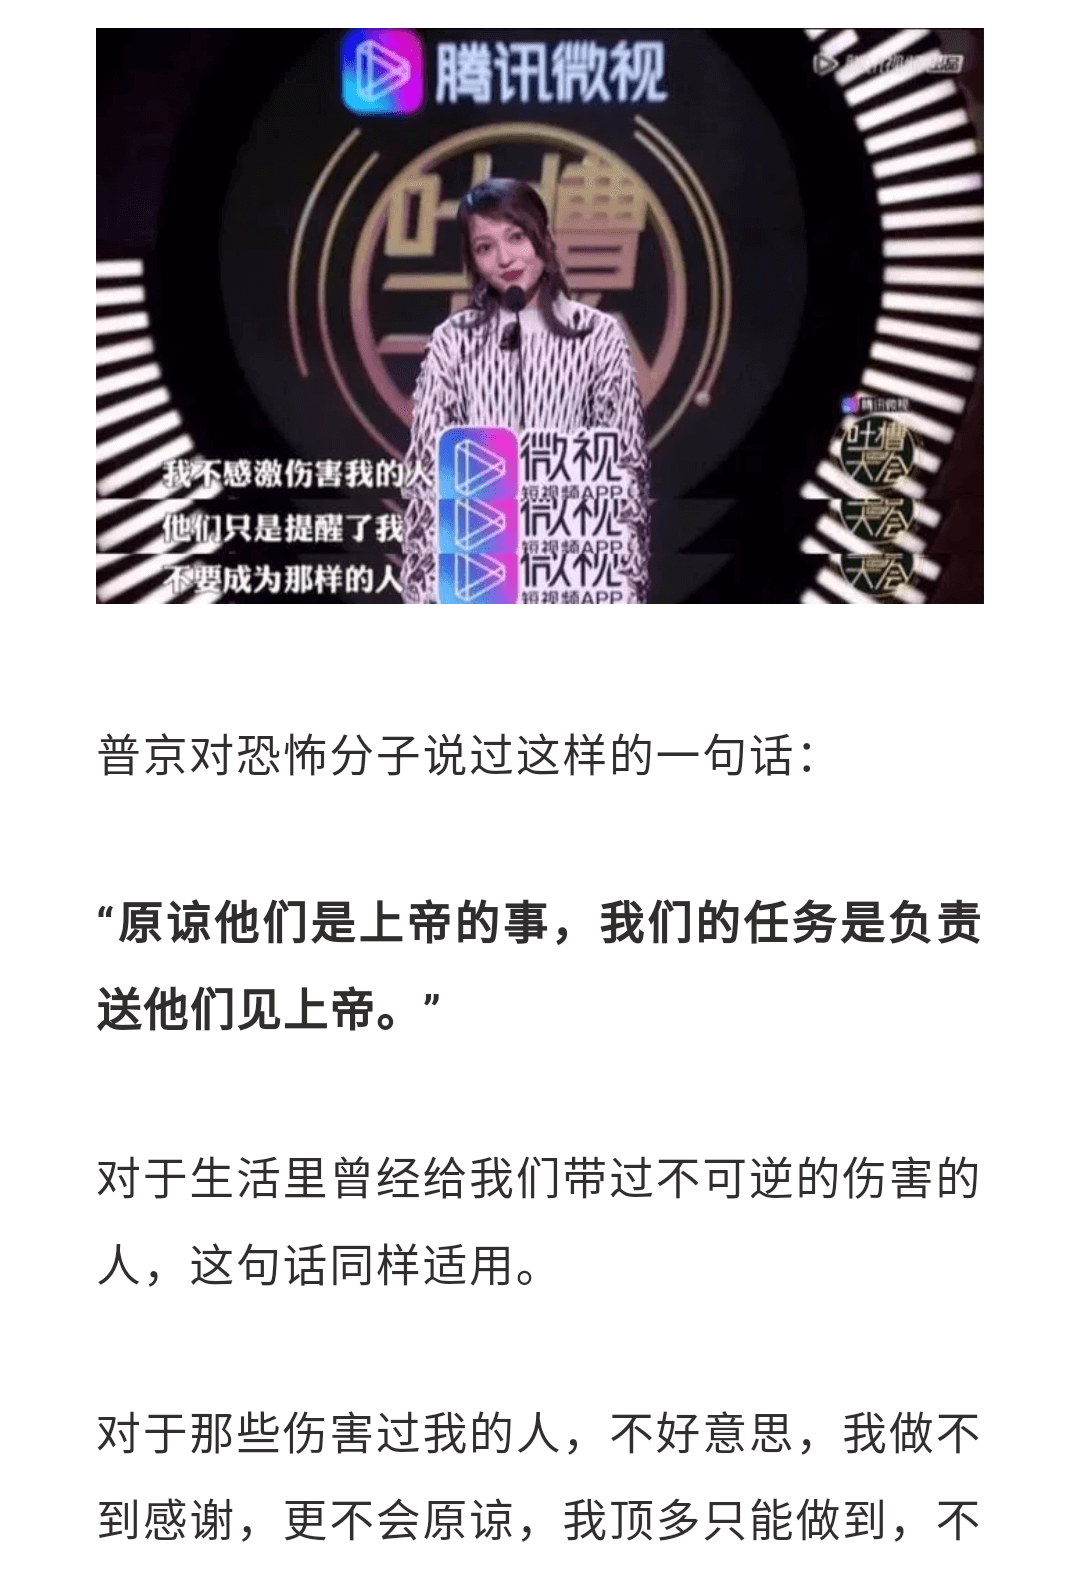 腾讯微视
吐槽
我不感激伤害我的人
微视
短视频APP
他们只是提醒了我
微视
短视频APP
不要成为那样的人
微视
短视频APP
腾讯微视
吐槽
大会
普京对恐怖分子说过这样的一句话：
“原谅他们是上帝的事，我们的任务是负责
送他们见上帝。”
对于生活里曾经给我们带过不可逆的伤害的
人，这句话同样适用。
对于那些伤害过我的人，不好意思，我做不
到感谢，更不会原谅，我顶多只能做到，不